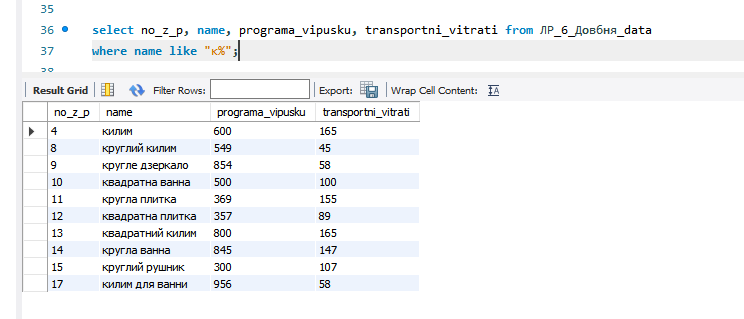 35
36 select no_z_p, name, programa_vipusku, transportni_vitrati from ЛР_6_Довбня_data
37 where name like "к%";
38
Result Grid Filter Rows: Export: Wrap Cell Content: IA
no_z_p name programa_vipusku transportni_vitrati
4 килим 600 165
8 круглий килим 549 45
9 кругле дзеркало 854 58
10 квадратна ванна 500 100
11 кругла плитка 369 155
12 квадратна плитка 357 89
13 квадратний килим 800 165
14 кругла ванна 845 147
15 круглий рушник 300 107
17 килим для ванни 956 58